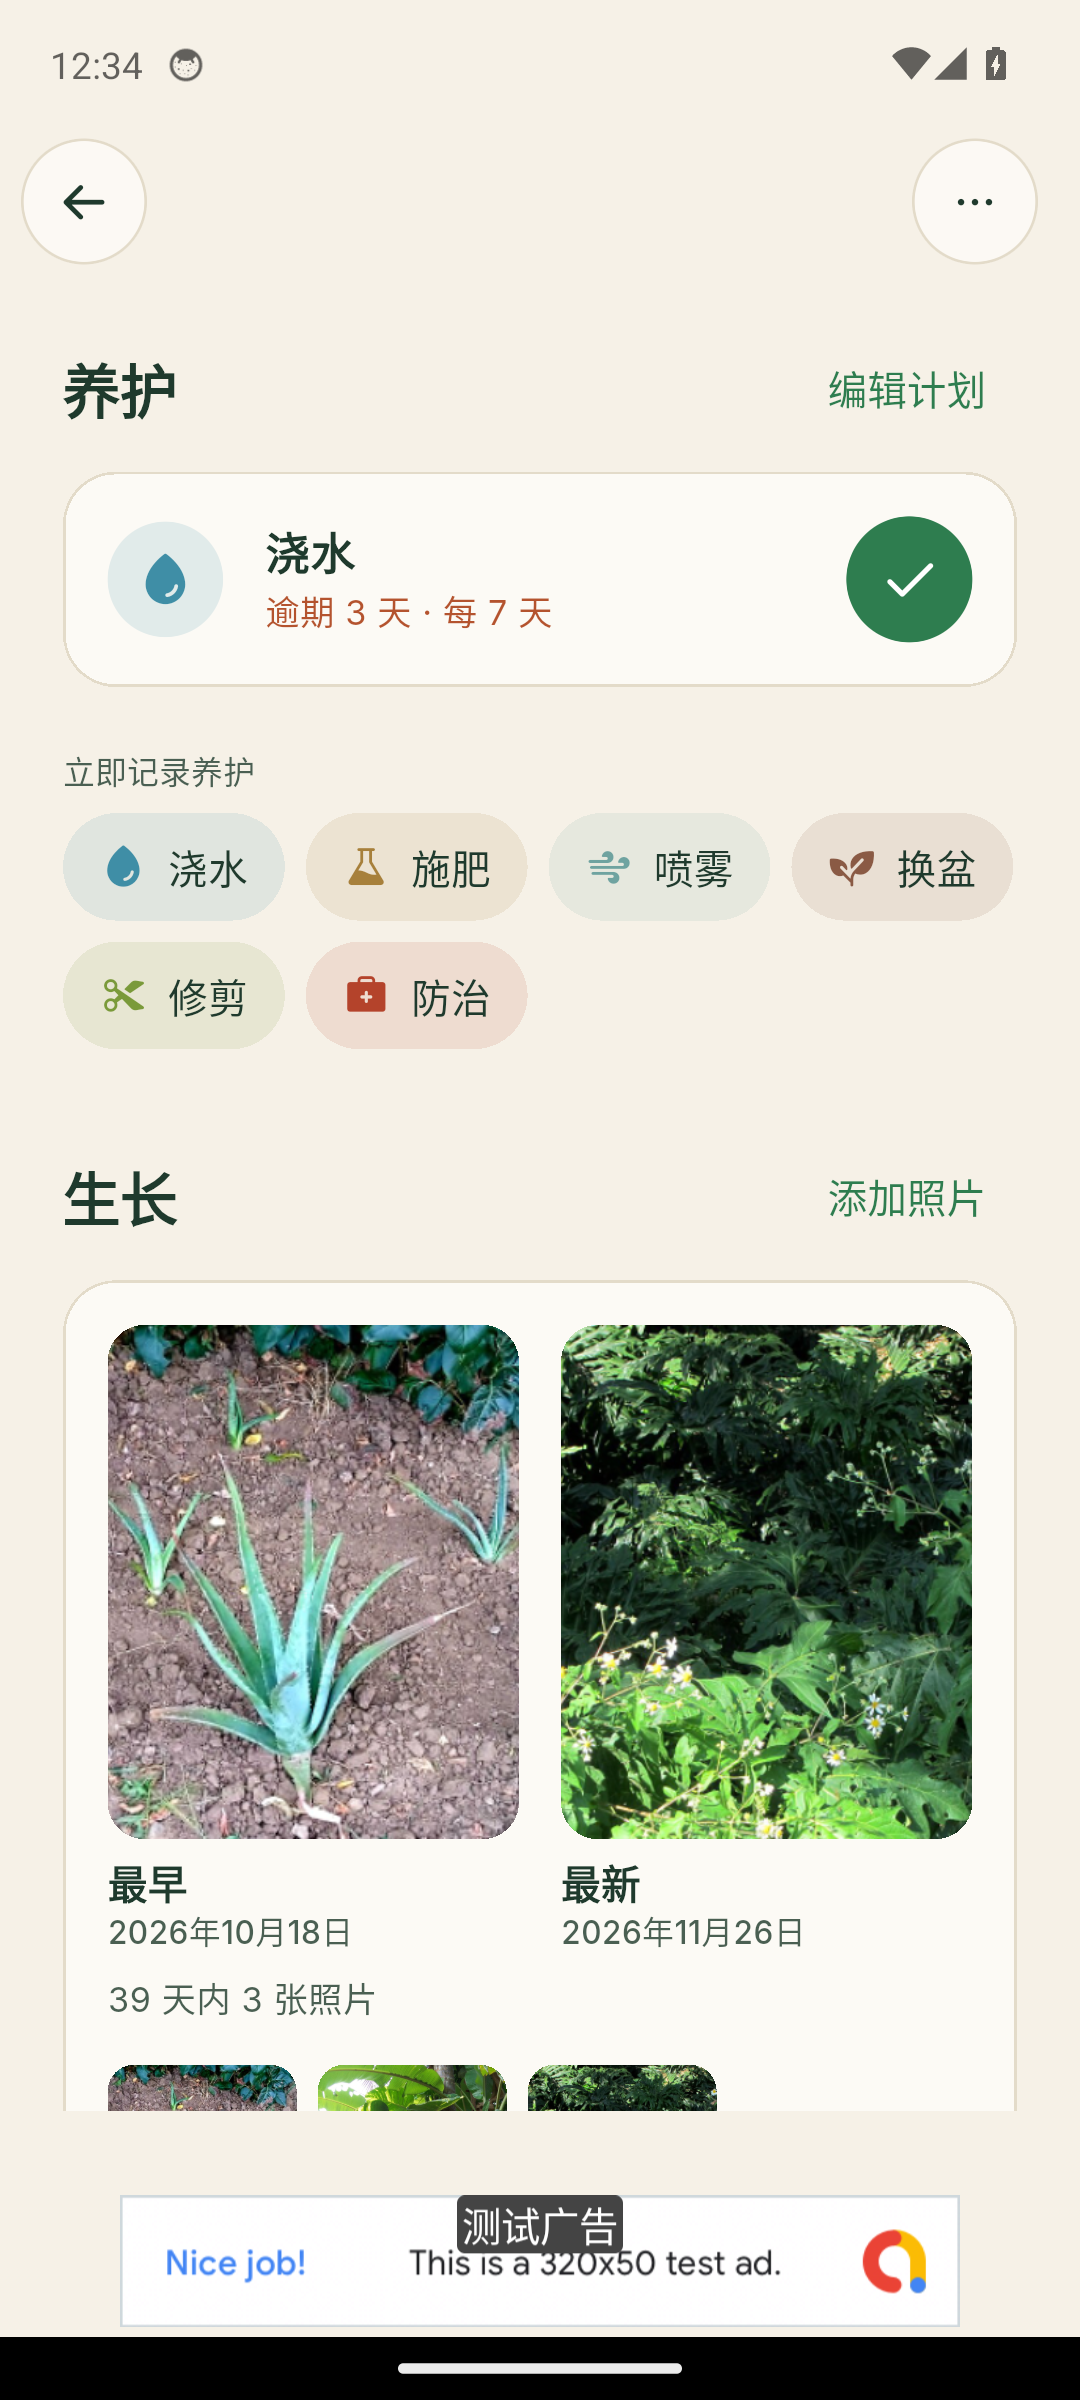 12:34
养护
编辑计划
浇水
逾期 3 天 · 每 7 天
立即记录养护
浇水
施肥
喷雾
换盆
修剪
防治
生长
添加照片
最早
2026年10月18日
最新
2026年11月26日
39 天内 3 张照片
测试广告
Nice job!
This is a 320x50 test ad.